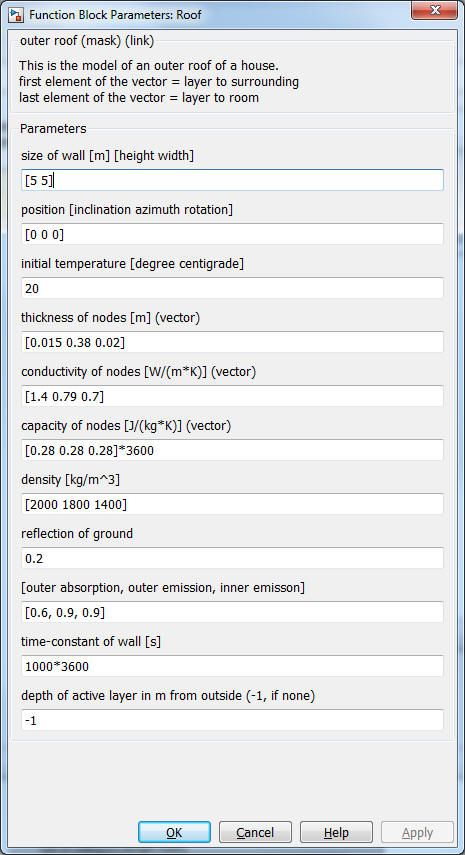 Function Block Parameters: Roof
outer roof (mask) (link)
This is the model of an outer roof of a house.
first element of the vector = layer to surrounding
last element of the vector = layer to room
Parameters
size of wall [m] [height width]
[5 5]
position [inclination azimuth rotation]
[0 0 0]
initial temperature [degree centigrade]
20
thickness of nodes [m] (vector)
[0.015 0.38 0.02]
conductivity of nodes [W/(m*K)] (vector)
[1.4 0.79 0.7]
capacity of nodes [J/(kg*K)] (vector)
[0.28 0.28 0.28]*3600
density [kg/m^3]
[2000 1800 1400]
reflection of ground
0.2
[outer absorption, outer emission, inner emisson]
[0.6, 0.9, 0.9]
time-constant of wall [s]
1000*3600
depth of active layer in m from outside (-1, if none)
-1
OK Cancel Help Apply